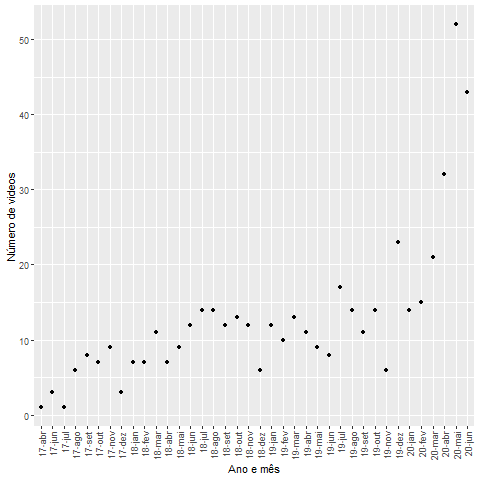 50
40
30
20
10
0
Número de vídeos
17-abr
17-jun
17-jul
17-ago
17-set
17-out
17-nov
17-dez
18-jan
18-fev
18-mar
18-abr
18-mai
18-jun
18-jul
18-ago
18-set
18-out
18-nov
18-dez
19-jan
19-fev
19-mar
19-abr
19-mai
19-jun
19-jul
19-ago
19-set
19-out
19-nov
19-dez
20-jan
20-fev
20-mar
20-abr
20-mai
20-jun
Ano e mês